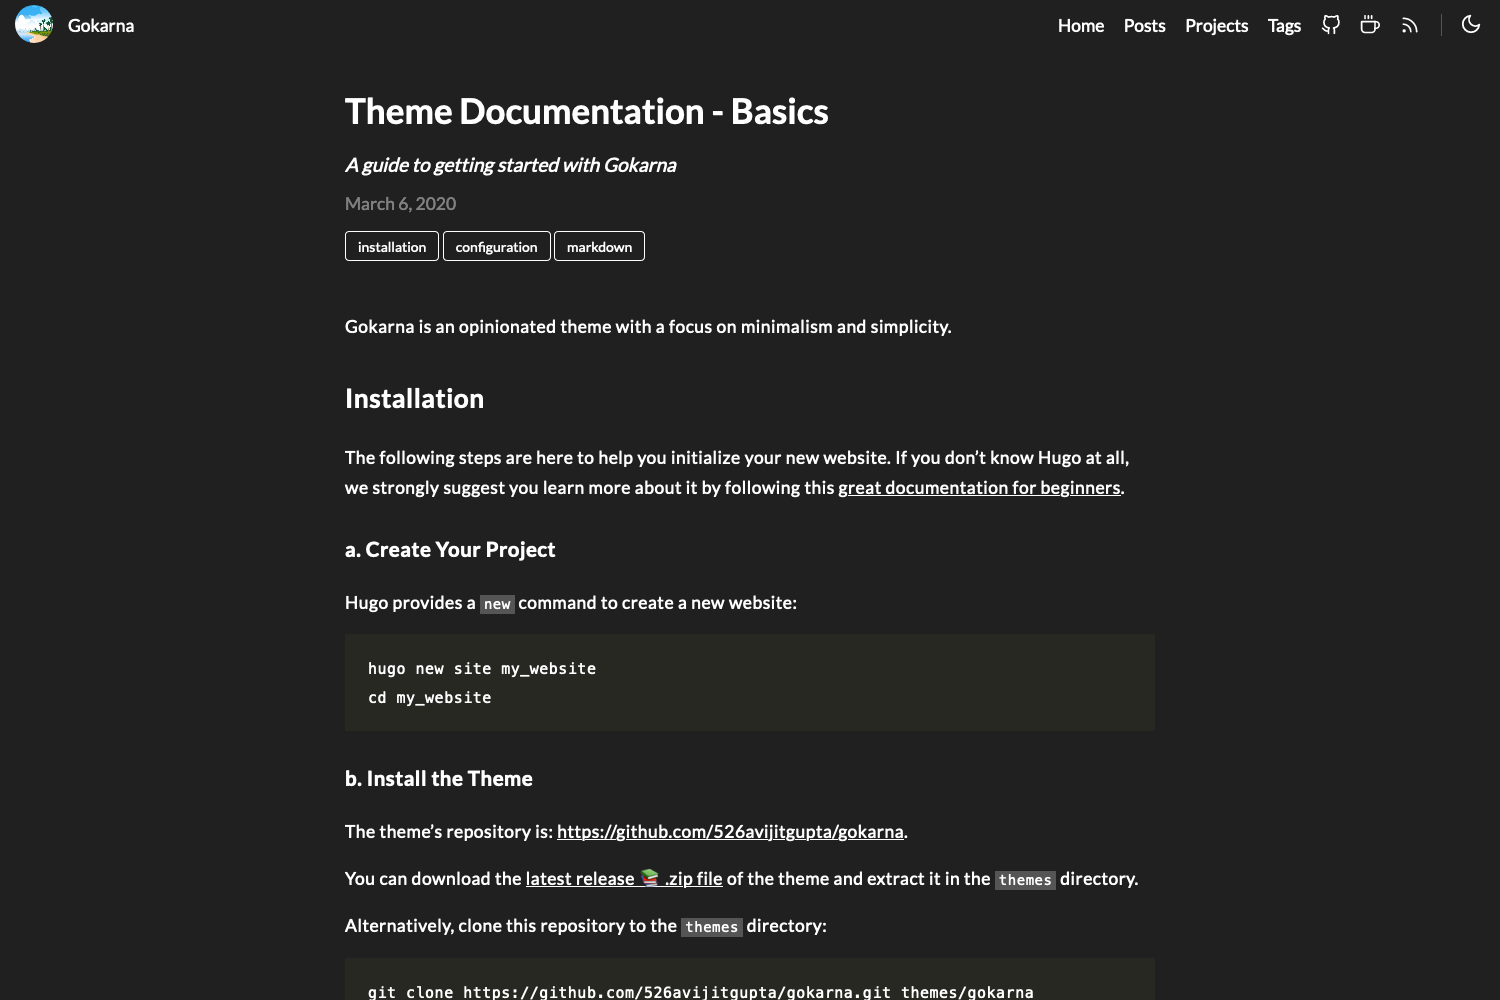 Gokarna
Home Posts Projects Tags
Theme Documentation - Basics
A guide to getting started with Gokarna
March 6, 2020
installation configuration markdown
Gokarna is an opinionated theme with a focus on minimalism and simplicity.
Installation
The following steps are here to help you initialize your new website. If you don’t know Hugo at all,
we strongly suggest you learn more about it by following this great documentation for beginners.
a. Create Your Project
Hugo provides a new command to create a new website:
hugo new site my_website
cd my_website
b. Install the Theme
The theme’s repository is: https://github.com/526avijitgupta/gokarna.
You can download the latest release 📚 .zip file of the theme and extract it in the themes directory.
Alternatively, clone this repository to the themes directory:
git clone https://github.com/526avijitgupta/gokarna.git themes/gokarna